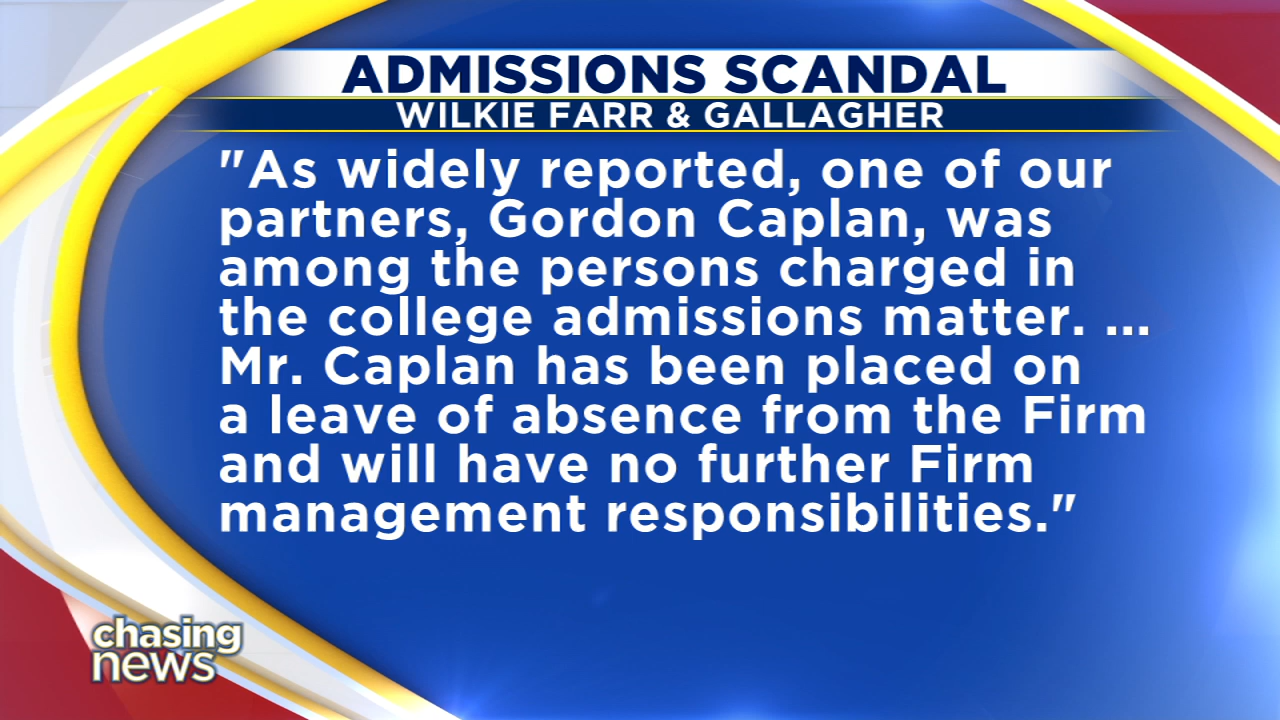 ADMISSIONS SCANDAL
WILKIE FARR & GALLAGHER
"As widely reported, one of our
partners, Gordon Caplan, was
among the persons charged in
the college admissions matter. ...
Mr. Caplan has been placed on
a leave of absence from the Firm
and will have no further Firm
management responsibilities."
chasing
news